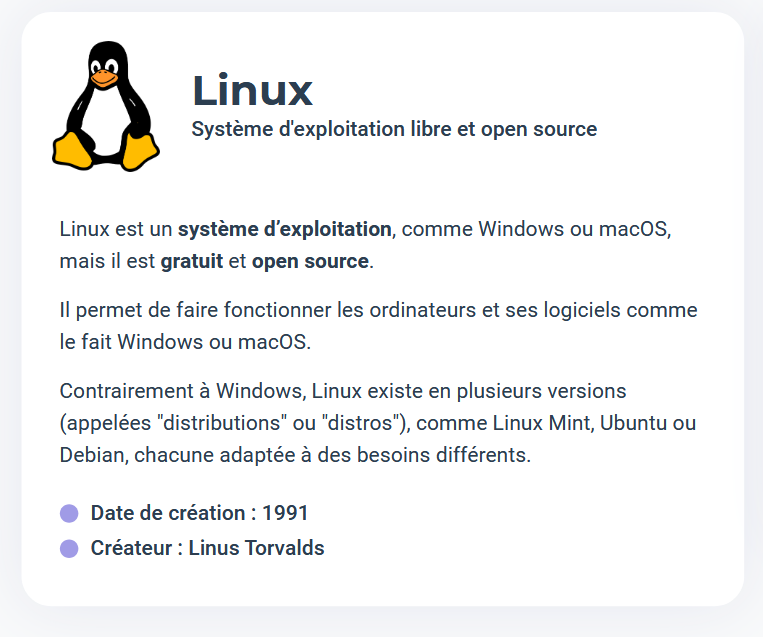 Linux
Système d'exploitation libre et open source
Linux est un système d’exploitation, comme Windows ou macOS,
mais il est gratuit et open source.
Il permet de faire fonctionner les ordinateurs et ses logiciels comme
le fait Windows ou macOS.
Contrairement à Windows, Linux existe en plusieurs versions
(appelées "distributions" ou "distros"), comme Linux Mint, Ubuntu ou
Debian, chacune adaptée à des besoins différents.
Date de création : 1991
Créateur : Linus Torvalds